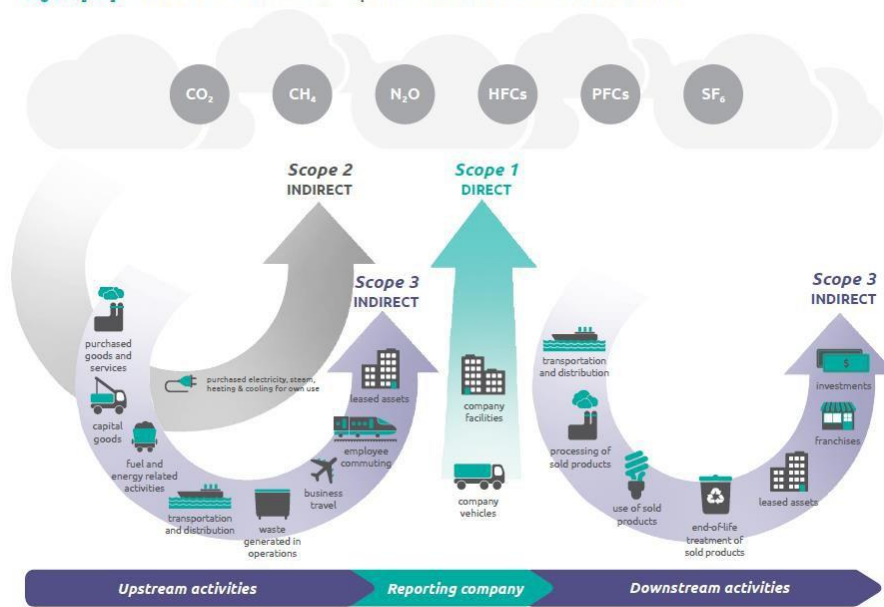 CO₂
CH₄
N₂O
HFCs
PFCs
SF₆
Scope 2
INDIRECT
Scope 1
DIRECT
Scope 3
INDIRECT
Scope 3
INDIRECT
purchased
goods and
services
capital
goods
fuel and
energy related
activities
transportation
and distribution
waste
generated in
operations
business
travel
employee
commuting
leased assets
purchased electricity, steam,
heating & cooling for own use
company
facilities
company
vehicles
transportation
and distribution
processing of
sold products
use of sold
products
end-of-life
treatment of
sold products
leased assets
franchises
investments
$
Upstream activities
Reporting company
Downstream activities